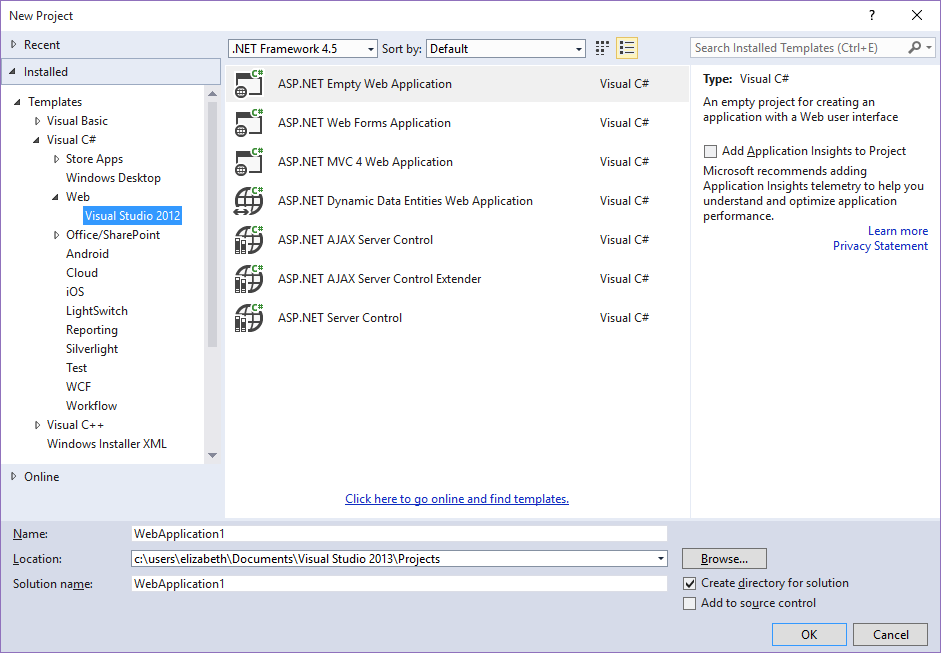 New Project
?
Recent
Installed
Templates
Visual Basic
Visual C#
Store Apps
Windows Desktop
Web
Visual Studio 2012
Office/SharePoint
Android
Cloud
iOS
LightSwitch
Reporting
Silverlight
Test
WCF
Workflow
Visual C++
Windows Installer XML
Online
.NET Framework 4.5
Sort by:
Default
C# ASP.NET Empty Web Application Visual C#
C# ASP.NET Web Forms Application Visual C#
C# ASP.NET MVC 4 Web Application Visual C#
C# ASP.NET Dynamic Data Entities Web Application Visual C#
C# ASP.NET AJAX Server Control Visual C#
C# ASP.NET AJAX Server Control Extender Visual C#
C# ASP.NET Server Control Visual C#
Click here to go online and find templates.
Search Installed Templates (Ctrl+E)
Type: Visual C#
An empty project for creating an
application with a Web user interface
Add Application Insights to Project
Microsoft recommends adding
Application Insights telemetry to help you
understand and optimize application
performance.
Learn more
Privacy Statement
Name: WebApplication1
Location: c:\users\elizabeth\Documents\Visual Studio 2013\Projects
Browse...
Solution name: WebApplication1
Create directory for solution
Add to source control
OK
Cancel